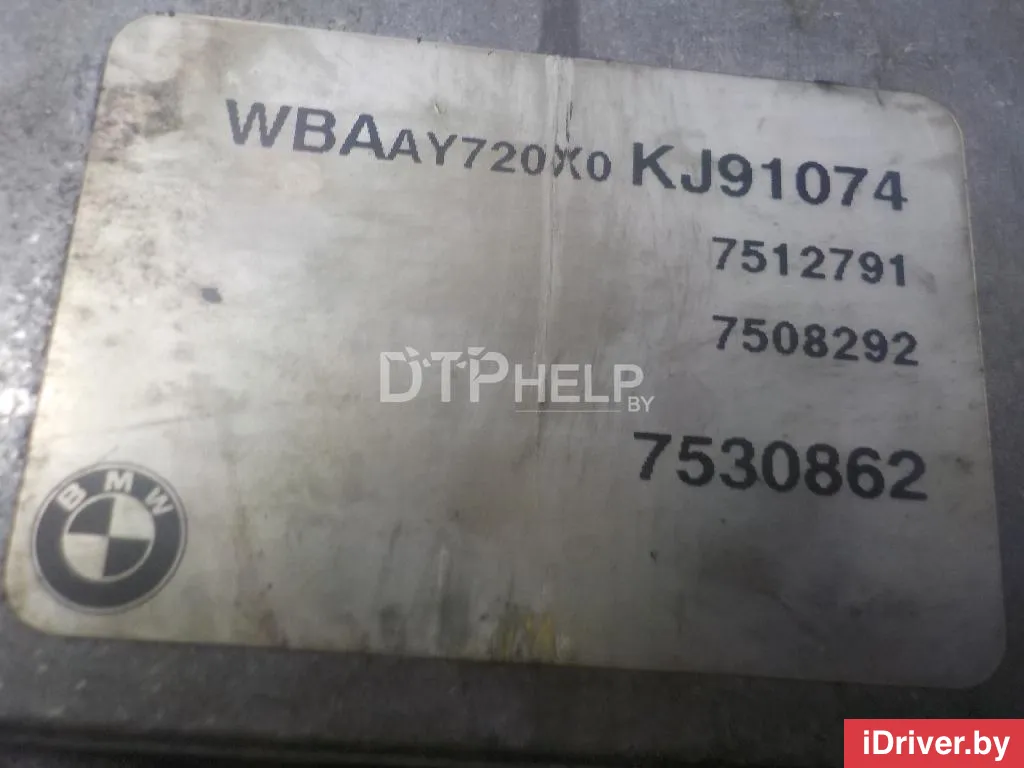 WBAAY720X0 KJ91074
7512791
7508292
DTPHELP
BY
7530862
BMW
iDriver.by